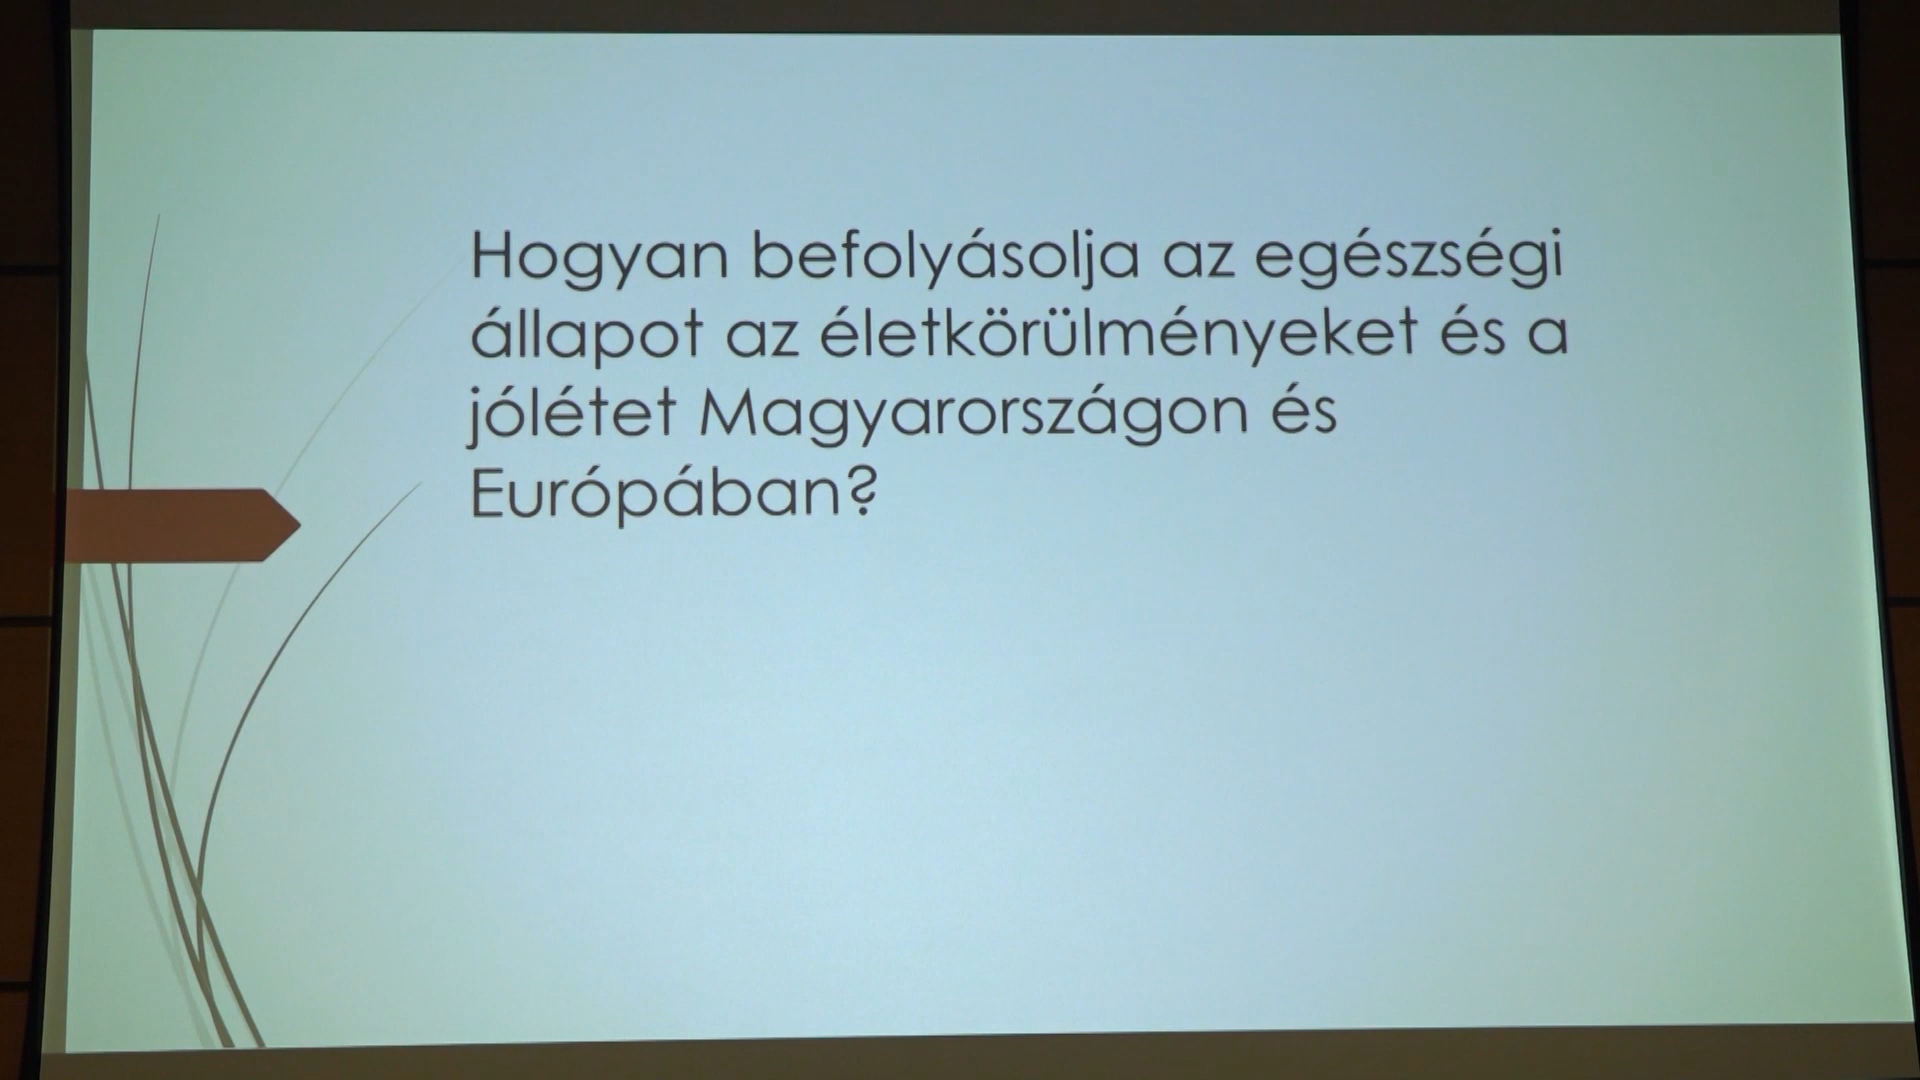 Hogyan befolyásolja az egészségi
állapot az életkörülményeket és a
jólétet Magyarországon és
Európában?